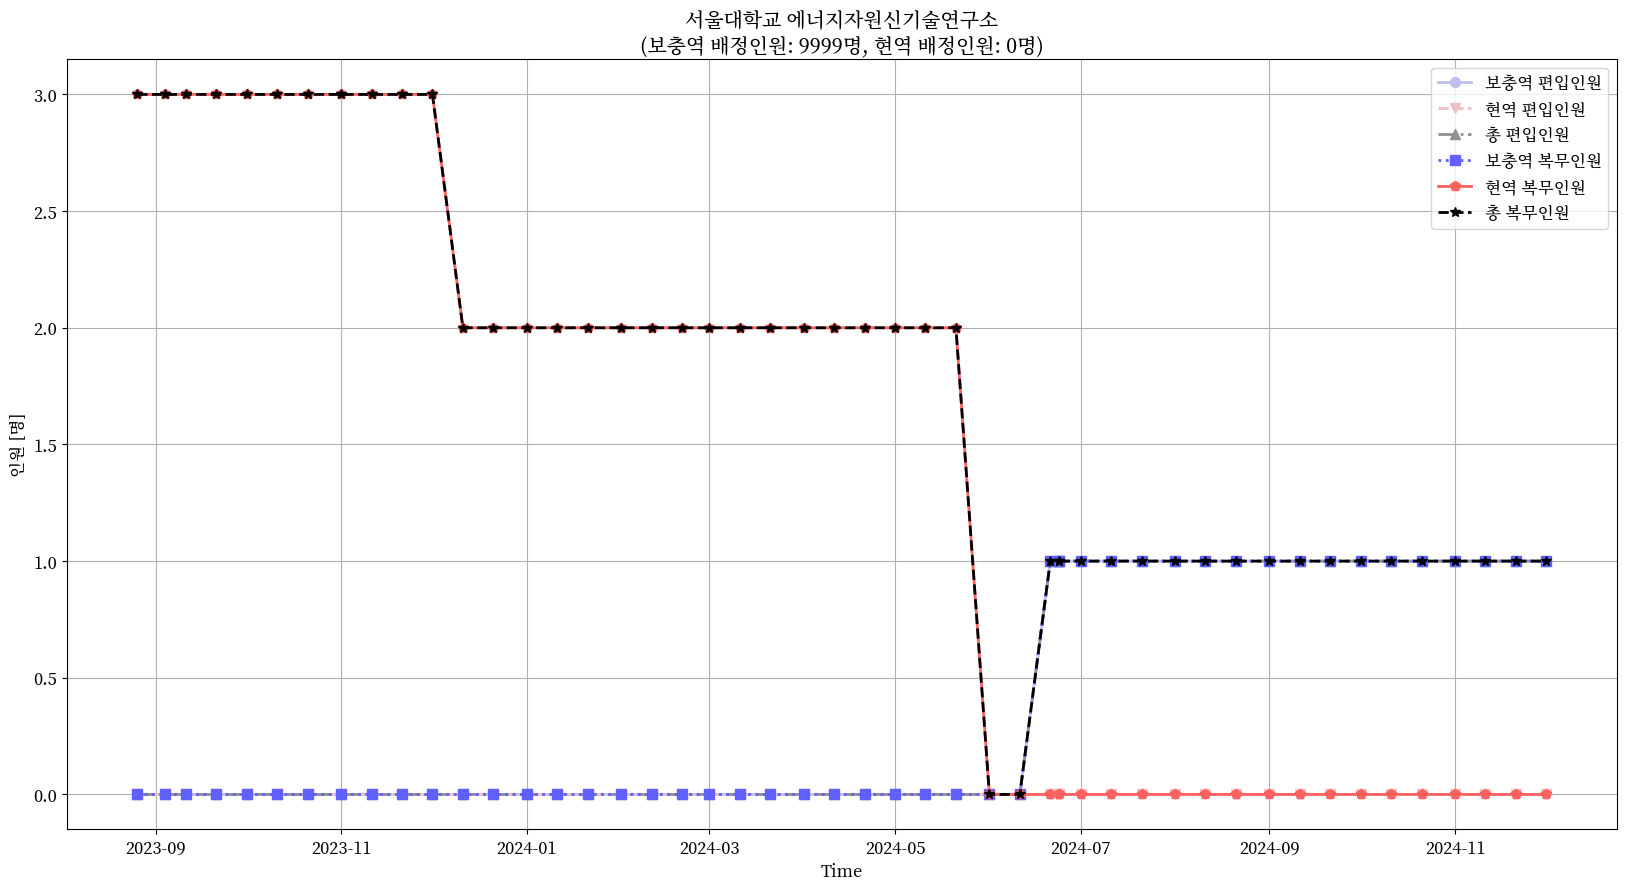 서울대학교 에너지자원신기술연구소
(보충역 배정인원: 9999명, 현역 배정인원: 0명)
보충역 편입인원
현역 편입인원
총 편입인원
보충역 복무인원
현역 복무인원
총 복무인원
인원 [명]
3.0
2.5
2.0
1.5
1.0
0.5
0.0
2023-09
2023-11
2024-01
2024-03
2024-05
2024-07
2024-09
2024-11
Time